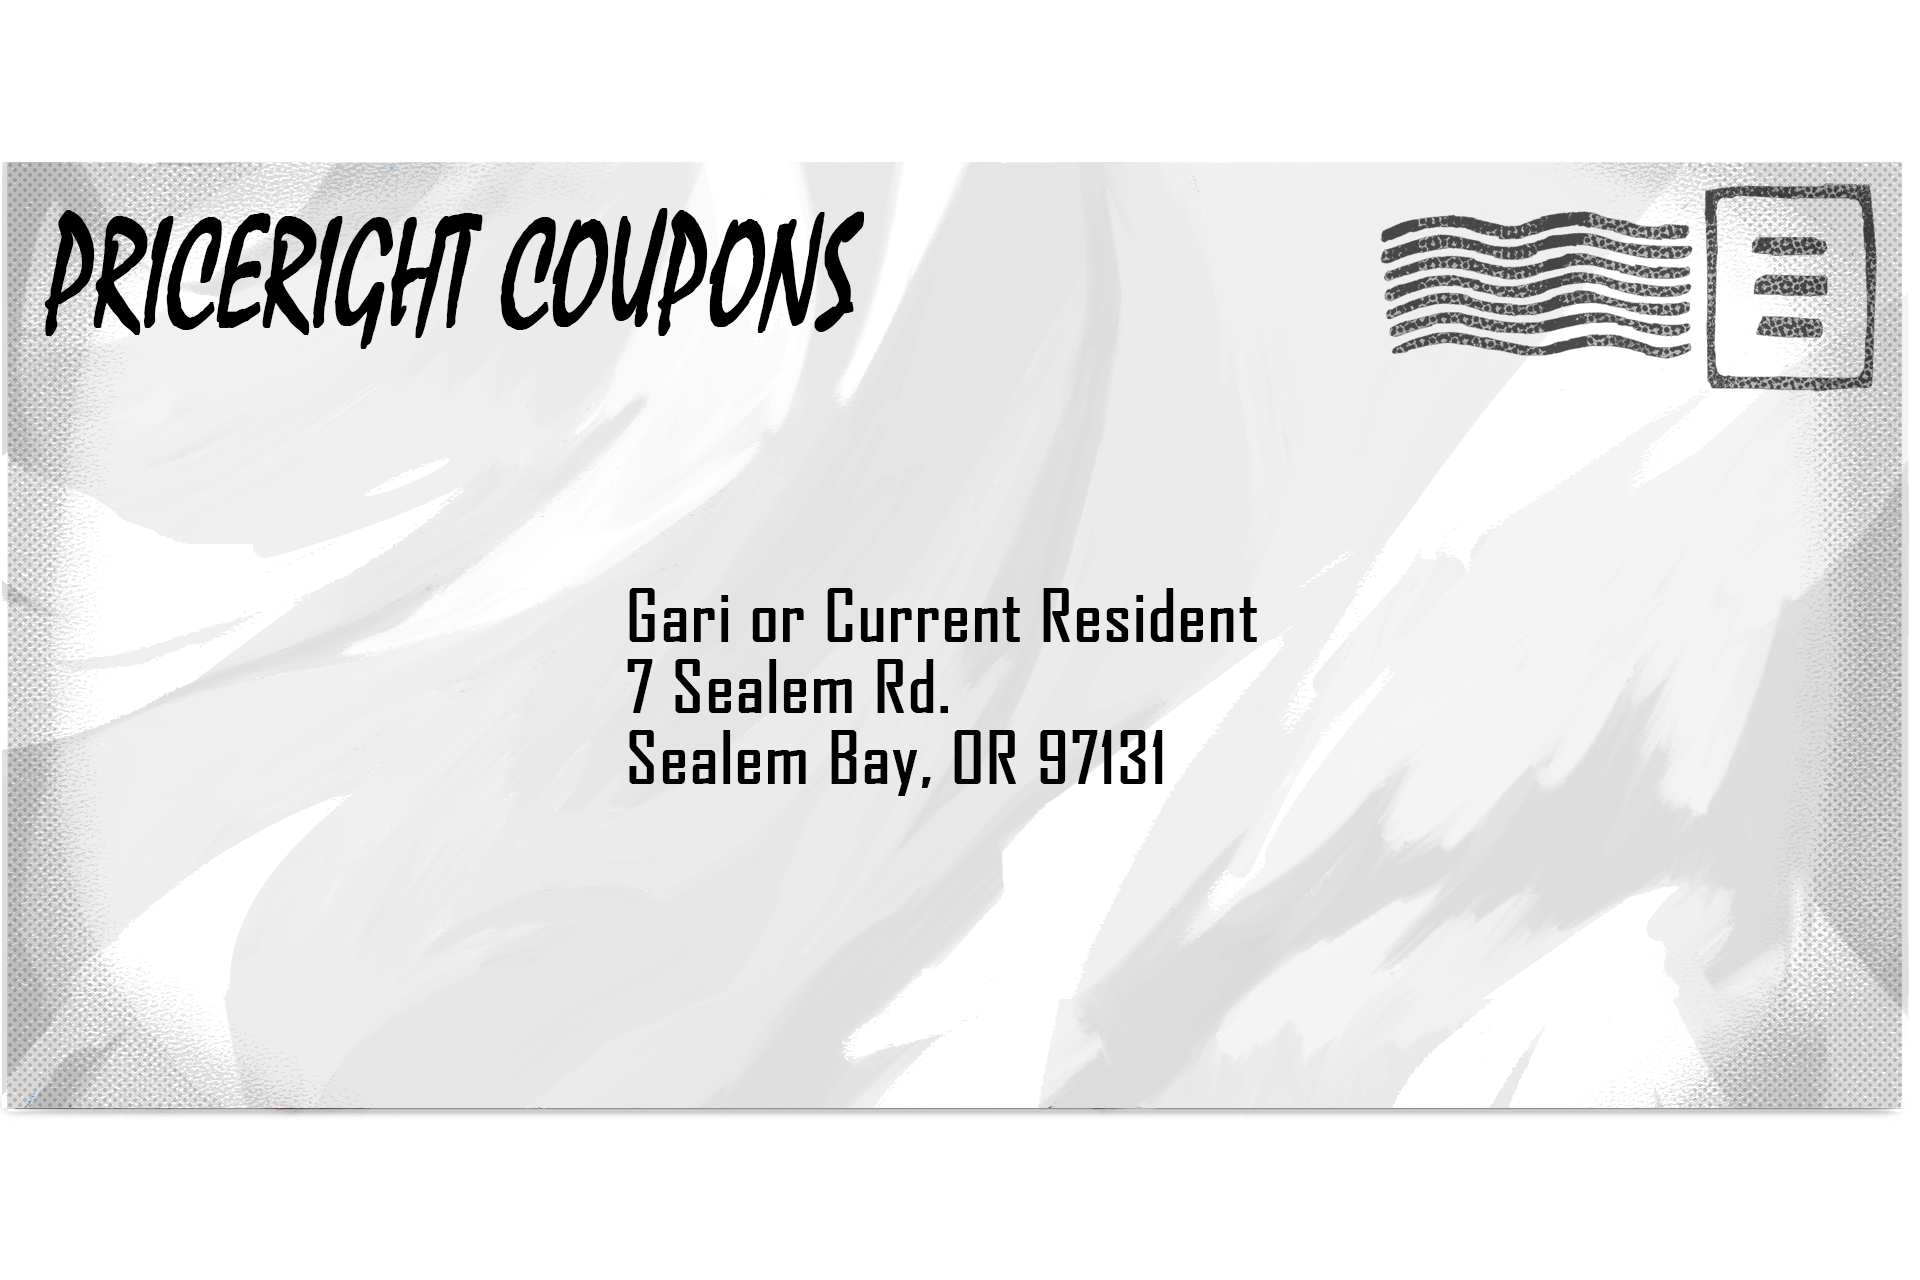 PRICERIGHT COUPONS
Gari or Current Resident
7 Sealem Rd.
Sealem Bay, OR 97131